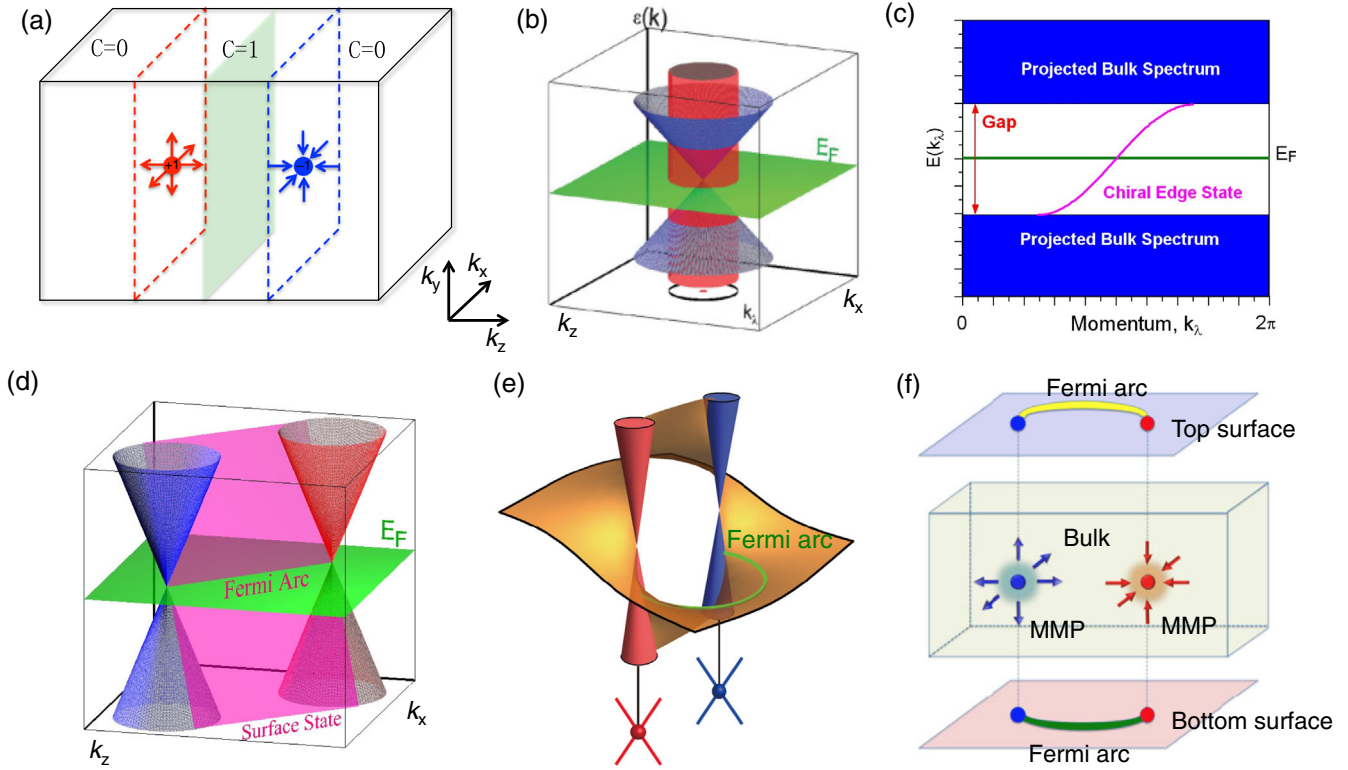 (a)
C=0
C=1
C=0
+1
−1
k_y
k_x
k_z
(b)
ε(k)
E_F
k_λ
k_z
k_x
(c)
Projected Bulk Spectrum
Gap
E(k_λ)
E_F
Chiral Edge State
Projected Bulk Spectrum
0
Momentum, k_λ
2π
(d)
E_F
Fermi Arc
Surface State
k_z
k_x
(e)
Fermi arc
(f)
Fermi arc
Top surface
Bulk
MMP
MMP
Bottom surface
Fermi arc